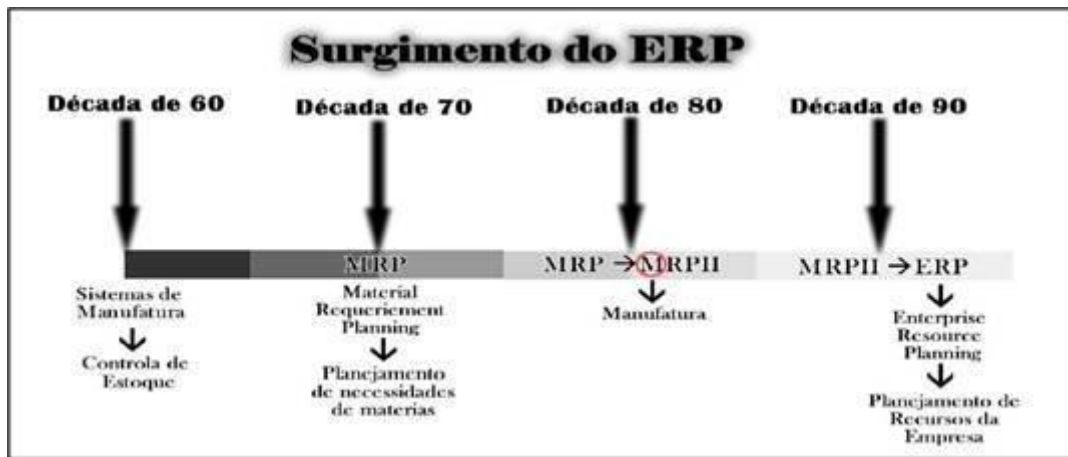 Surgimento do ERP
Década de 60
Década de 70
Década de 80
Década de 90
MRP
MRP → MRPII
MRPII → ERP
Sistemas de
Manufatura
↓
Controla de
Estoque
Material
Requeriement
Planning
↓
Planejamento
de necessidades
de materias
↓
Manufatura
↓
Enterprise
Resource
Planning
↓
Planejamento de
Recursos da
Empresa